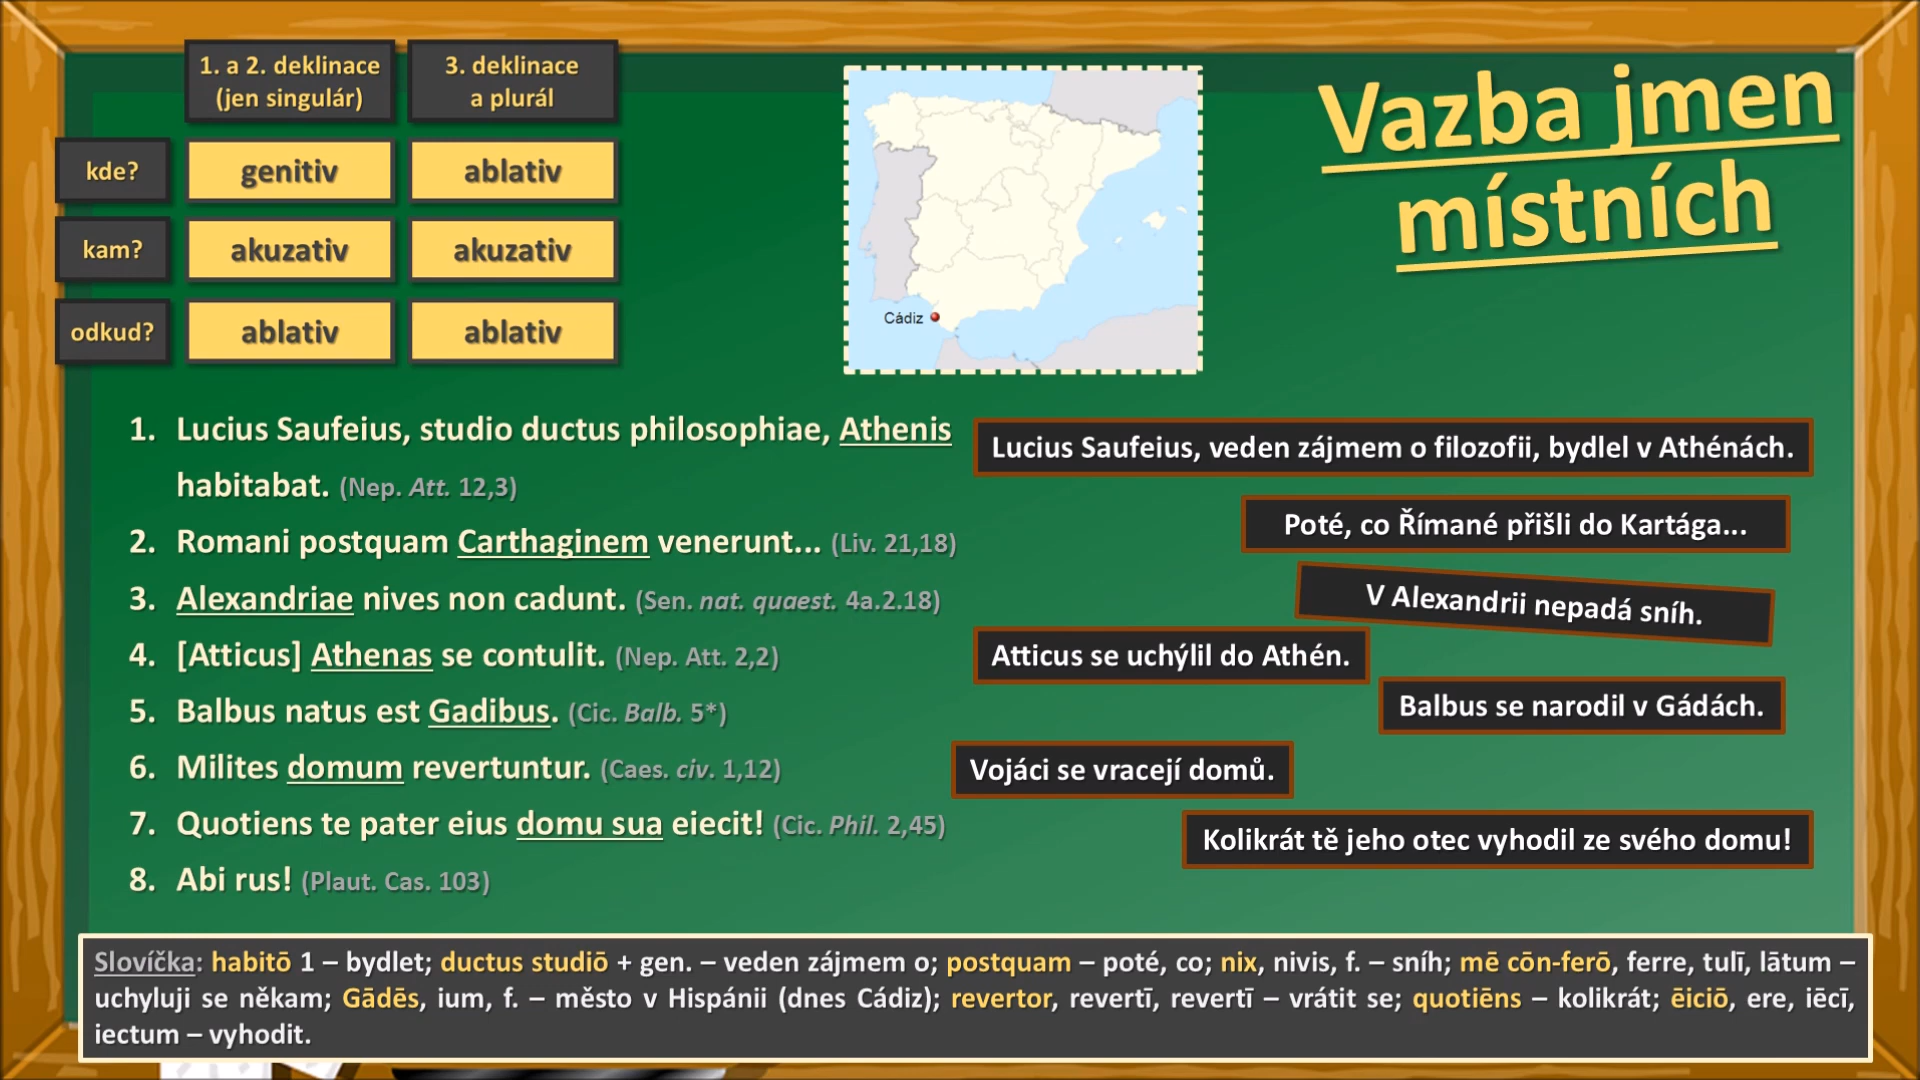 1. a 2. deklinace
(jen singulár)
3. deklinace
a plurál
kde?
genitiv
ablativ
kam?
akuzativ
akuzativ
odkud?
ablativ
ablativ
Cádiz
Vazba jmen
místních
1. Lucius Saufeius, studio ductus philosophiae, Athenis
habitabat. (Nep. Att. 12,3)
2. Romani postquam Carthaginem venerunt... (Liv. 21,18)
3. Alexandriae nives non cadunt. (Sen. nat. quaest. 4a.2.18)
4. [Atticus] Athenas se contulit. (Nep. Att. 2,2)
5. Balbus natus est Gadibus. (Cic. Balb. 5*)
6. Milites domum revertuntur. (Caes. civ. 1,12)
7. Quotiens te pater eius domu sua eiecit! (Cic. Phil. 2,45)
8. Abi rus! (Plaut. Cas. 103)
Lucius Saufeius, veden zájmem o filozofii, bydlel v Athénách.
Poté, co Římané přišli do Kartága...
V Alexandrii nepadá sníh.
Atticus se uchýlil do Athén.
Balbus se narodil v Gádách.
Vojáci se vracejí domů.
Kolikrát tě jeho otec vyhodil ze svého domu!
Slovíčka: habitō 1 – bydlet; ductus studiō + gen. – veden zájmem o; postquam – poté, co; nix, nivis, f. – sníh; mē cōn-ferō, ferre, tulī, lātum –
uchyluji se někam; Gādēs, ium, f. – město v Hispánii (dnes Cádiz); revertor, revertī, revertī – vrátit se; quotiēns – kolikrát; ēiciō, ere, iēcī,
iectum – vyhodit.